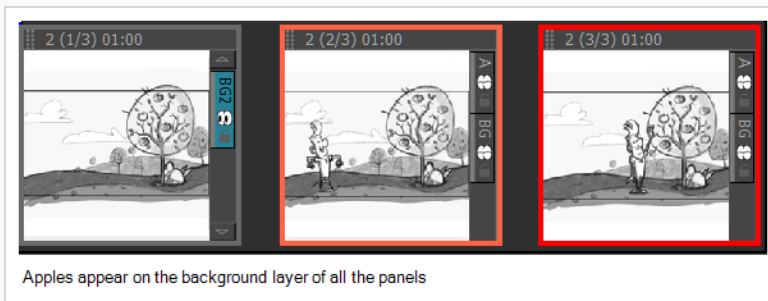 2 (1/3) 01:00
BG2
2 (2/3) 01:00
A
BG
2 (3/3) 01:00
A
BG
Apples appear on the background layer of all the panels